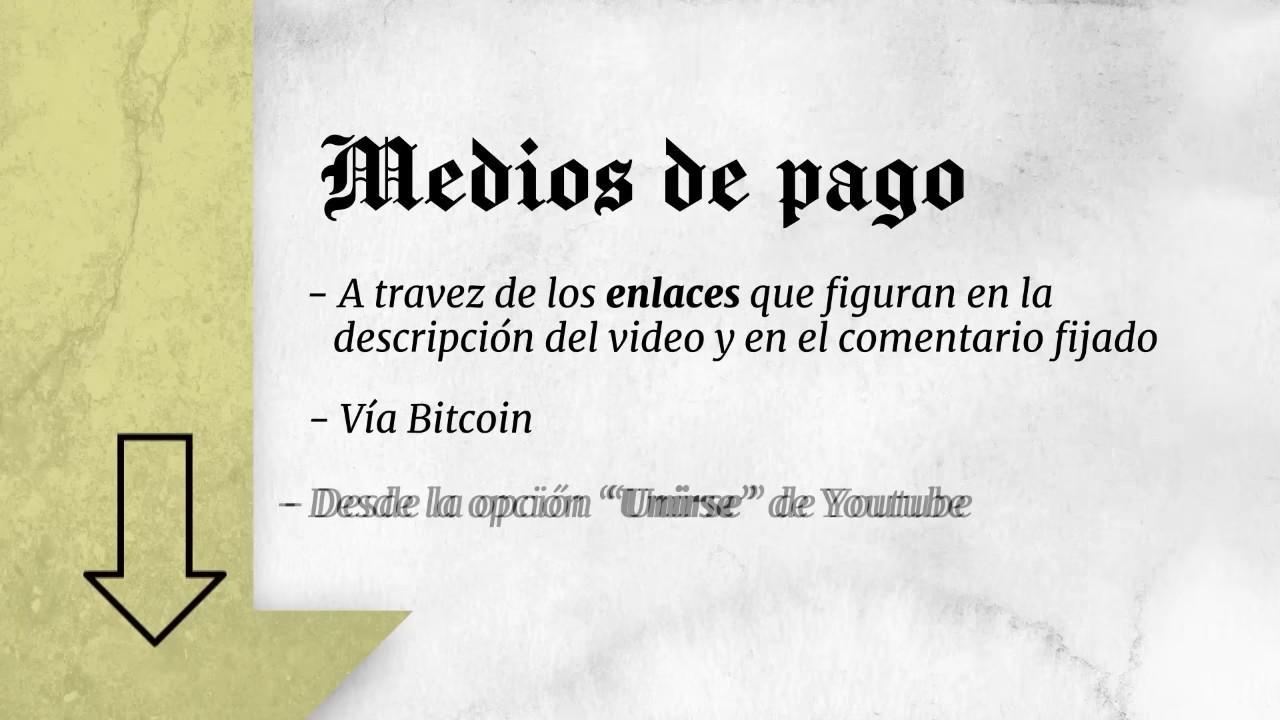 Medios de pago
- A travez de los enlaces que figuran en la
descripción del video y en el comentario fijado
- Vía Bitcoin
- Desde la opción “Unirse” de Youtube